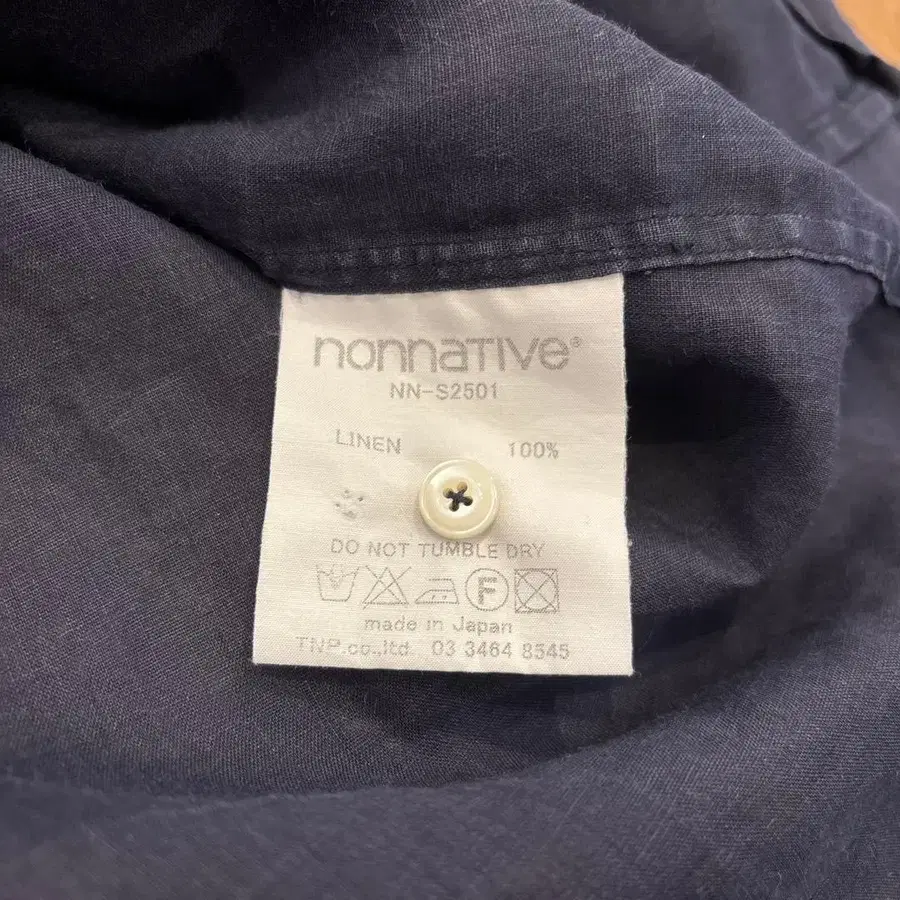 nonnative®
NN-S2501
LINEN 100%
DO NOT TUMBLE DRY
F
made in Japan
TNP.co.,ltd. 03 3464 8545